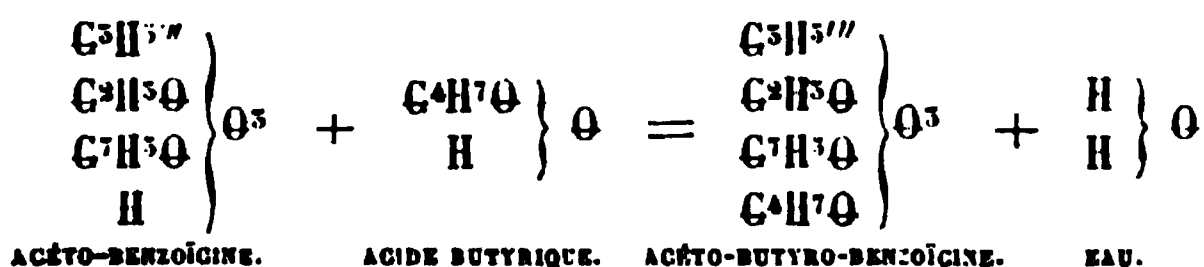 C³H⁵‴ C³H⁵‴
C²H³O C⁴H⁷O C²H³O H
} O³ + } O = } O³ + } O
C⁷H⁵O H C⁷H⁵O H
H C⁴H⁷O
ACÉTO-BENZOÏCINE. ACIDE BUTYRIQUE. ACÉTO-BUTYRO-BENZOÏCINE. EAU.